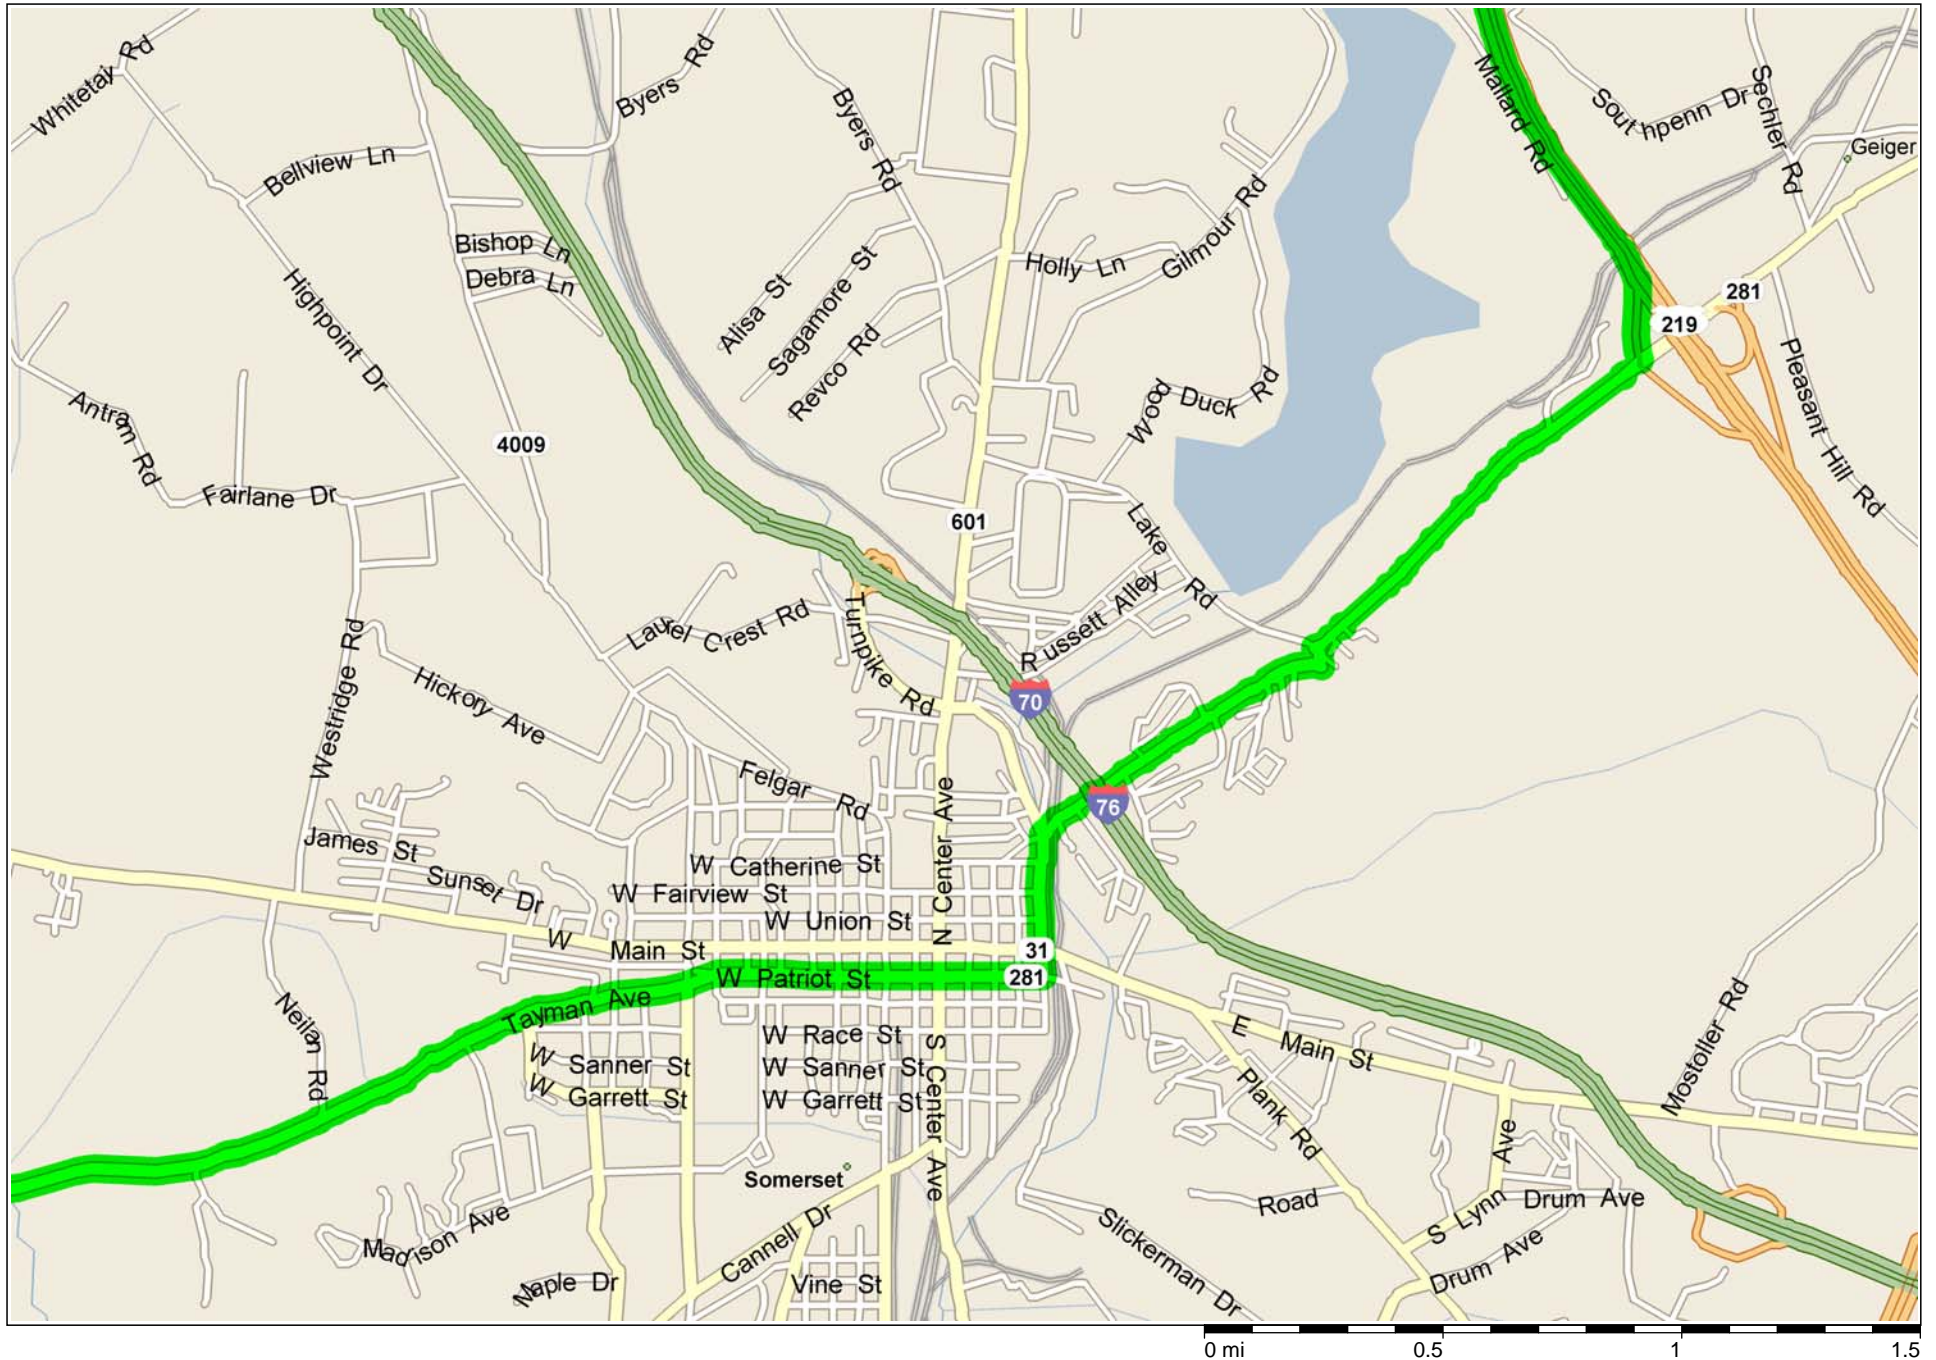 Whitetail Rd
Byers Rd
Byers Rd
Mallard Rd
Southpenn Dr
Sechler Rd
Geiger
Bellview Ln
Bishop Ln
Debra Ln
Holly Ln
Gilmour Rd
281
219
Highpoint Dr
Alisa St
Sagamore St
Revco Rd
Wood Duck Rd
Pleasant Hill Rd
Antram Rd
4009
Fairlane Dr
601
Lake Rd
Russett Alley
Laurel Crest Rd
Turnpike Rd
Westridge Rd
Hickory Ave
70
76
Felgar Rd
N Center Ave
James St
Sunset Dr
W Catherine St
W Fairview St
W Union St
W Main St
31
281
W Patriot St
Tayman Ave
Neilan Rd
W Race St
W Sanner St
W Sanner St
W Garrett St
W Garrett St
S Center Ave
E Main St
Plank Rd
Mostoller Rd
Somerset
Road
S Lynn Ave
Drum Ave
Drum Ave
Madison Ave
Cannell Dr
Slickerman Dr
Maple Dr
Vine St
0 mi 0.5 1 1.5